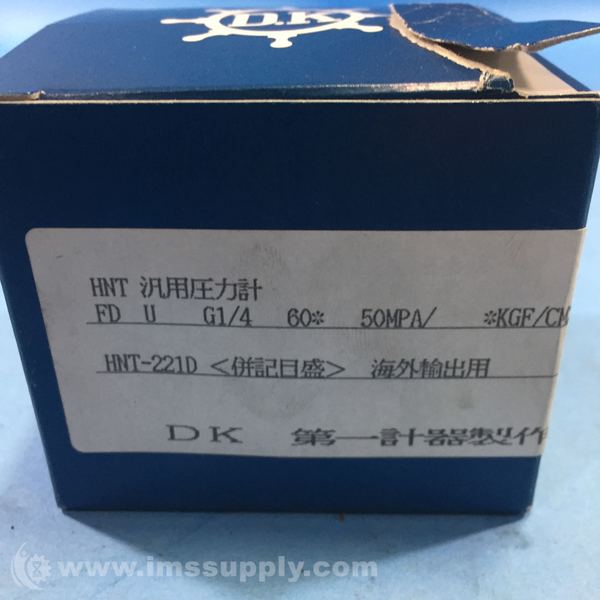 D.K
HNT 汎用圧力計
FD U G1/4 60* 50MPA/ *KGF/CM
HNT-221D <併記目盛> 海外輸出用
DK 第一計器製作
www.imssupply.com